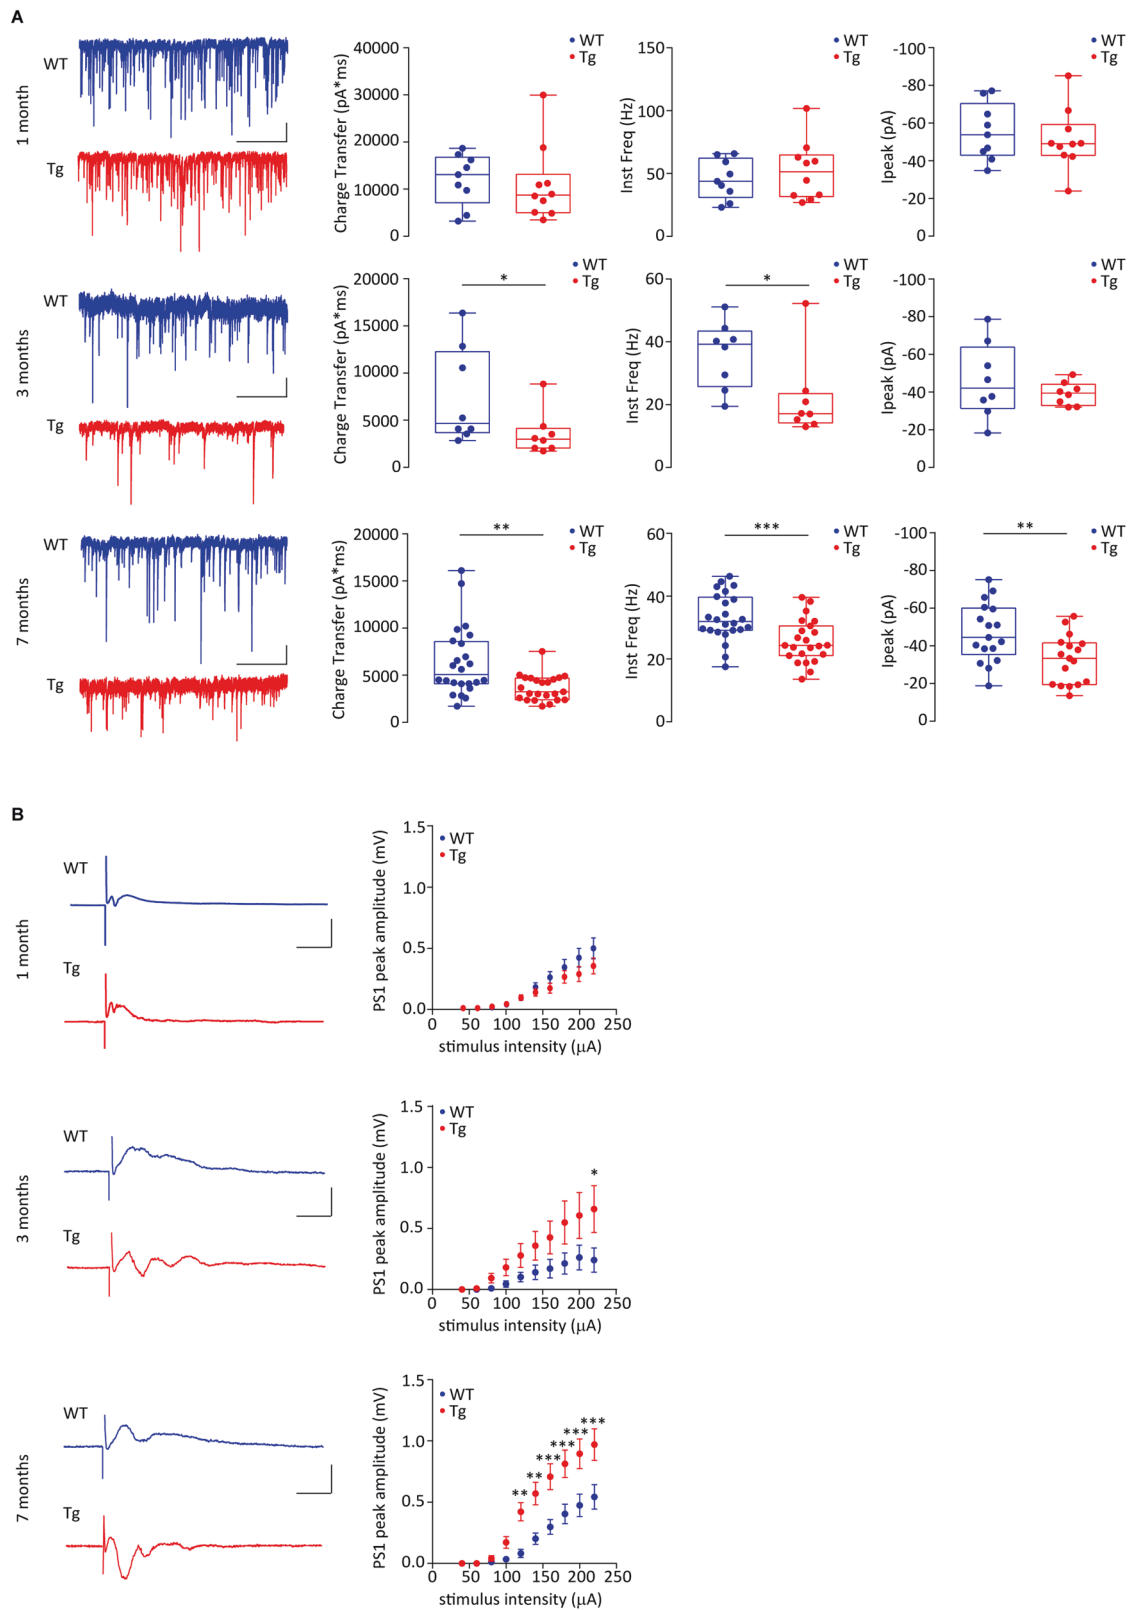 A
1 month
WT
Tg
Charge Transfer (pA*ms)
40000
30000
20000
10000
0
WT
Tg
Inst Freq (Hz)
150
100
50
0
WT
Tg
Ipeak (pA)
-100
-80
-60
-40
-20
0
WT
Tg
3 months
WT
Tg
Charge Transfer (pA*ms)
20000
15000
10000
5000
0
*
WT
Tg
Inst Freq (Hz)
60
40
20
0
*
WT
Tg
Ipeak (pA)
-100
-80
-60
-40
-20
0
WT
Tg
7 months
WT
Tg
Charge Transfer (pA*ms)
20000
15000
10000
5000
0
**
WT
Tg
Inst Freq (Hz)
60
40
20
0
***
WT
Tg
Ipeak (pA)
-100
-80
-60
-40
-20
0
**
WT
Tg
B
1 month
WT
Tg
PS1 peak amplitude (mV)
1.5
1.0
0.5
0.0
WT
Tg
0 50 100 150 200 250
stimulus intensity (µA)
3 months
WT
Tg
PS1 peak amplitude (mV)
1.5
1.0
0.5
0.0
WT
Tg
*
0 50 100 150 200 250
stimulus intensity (µA)
7 months
WT
Tg
PS1 peak amplitude (mV)
1.5
1.0
0.5
0.0
WT
Tg
** ** *** *** *** ***
0 50 100 150 200 250
stimulus intensity (µA)